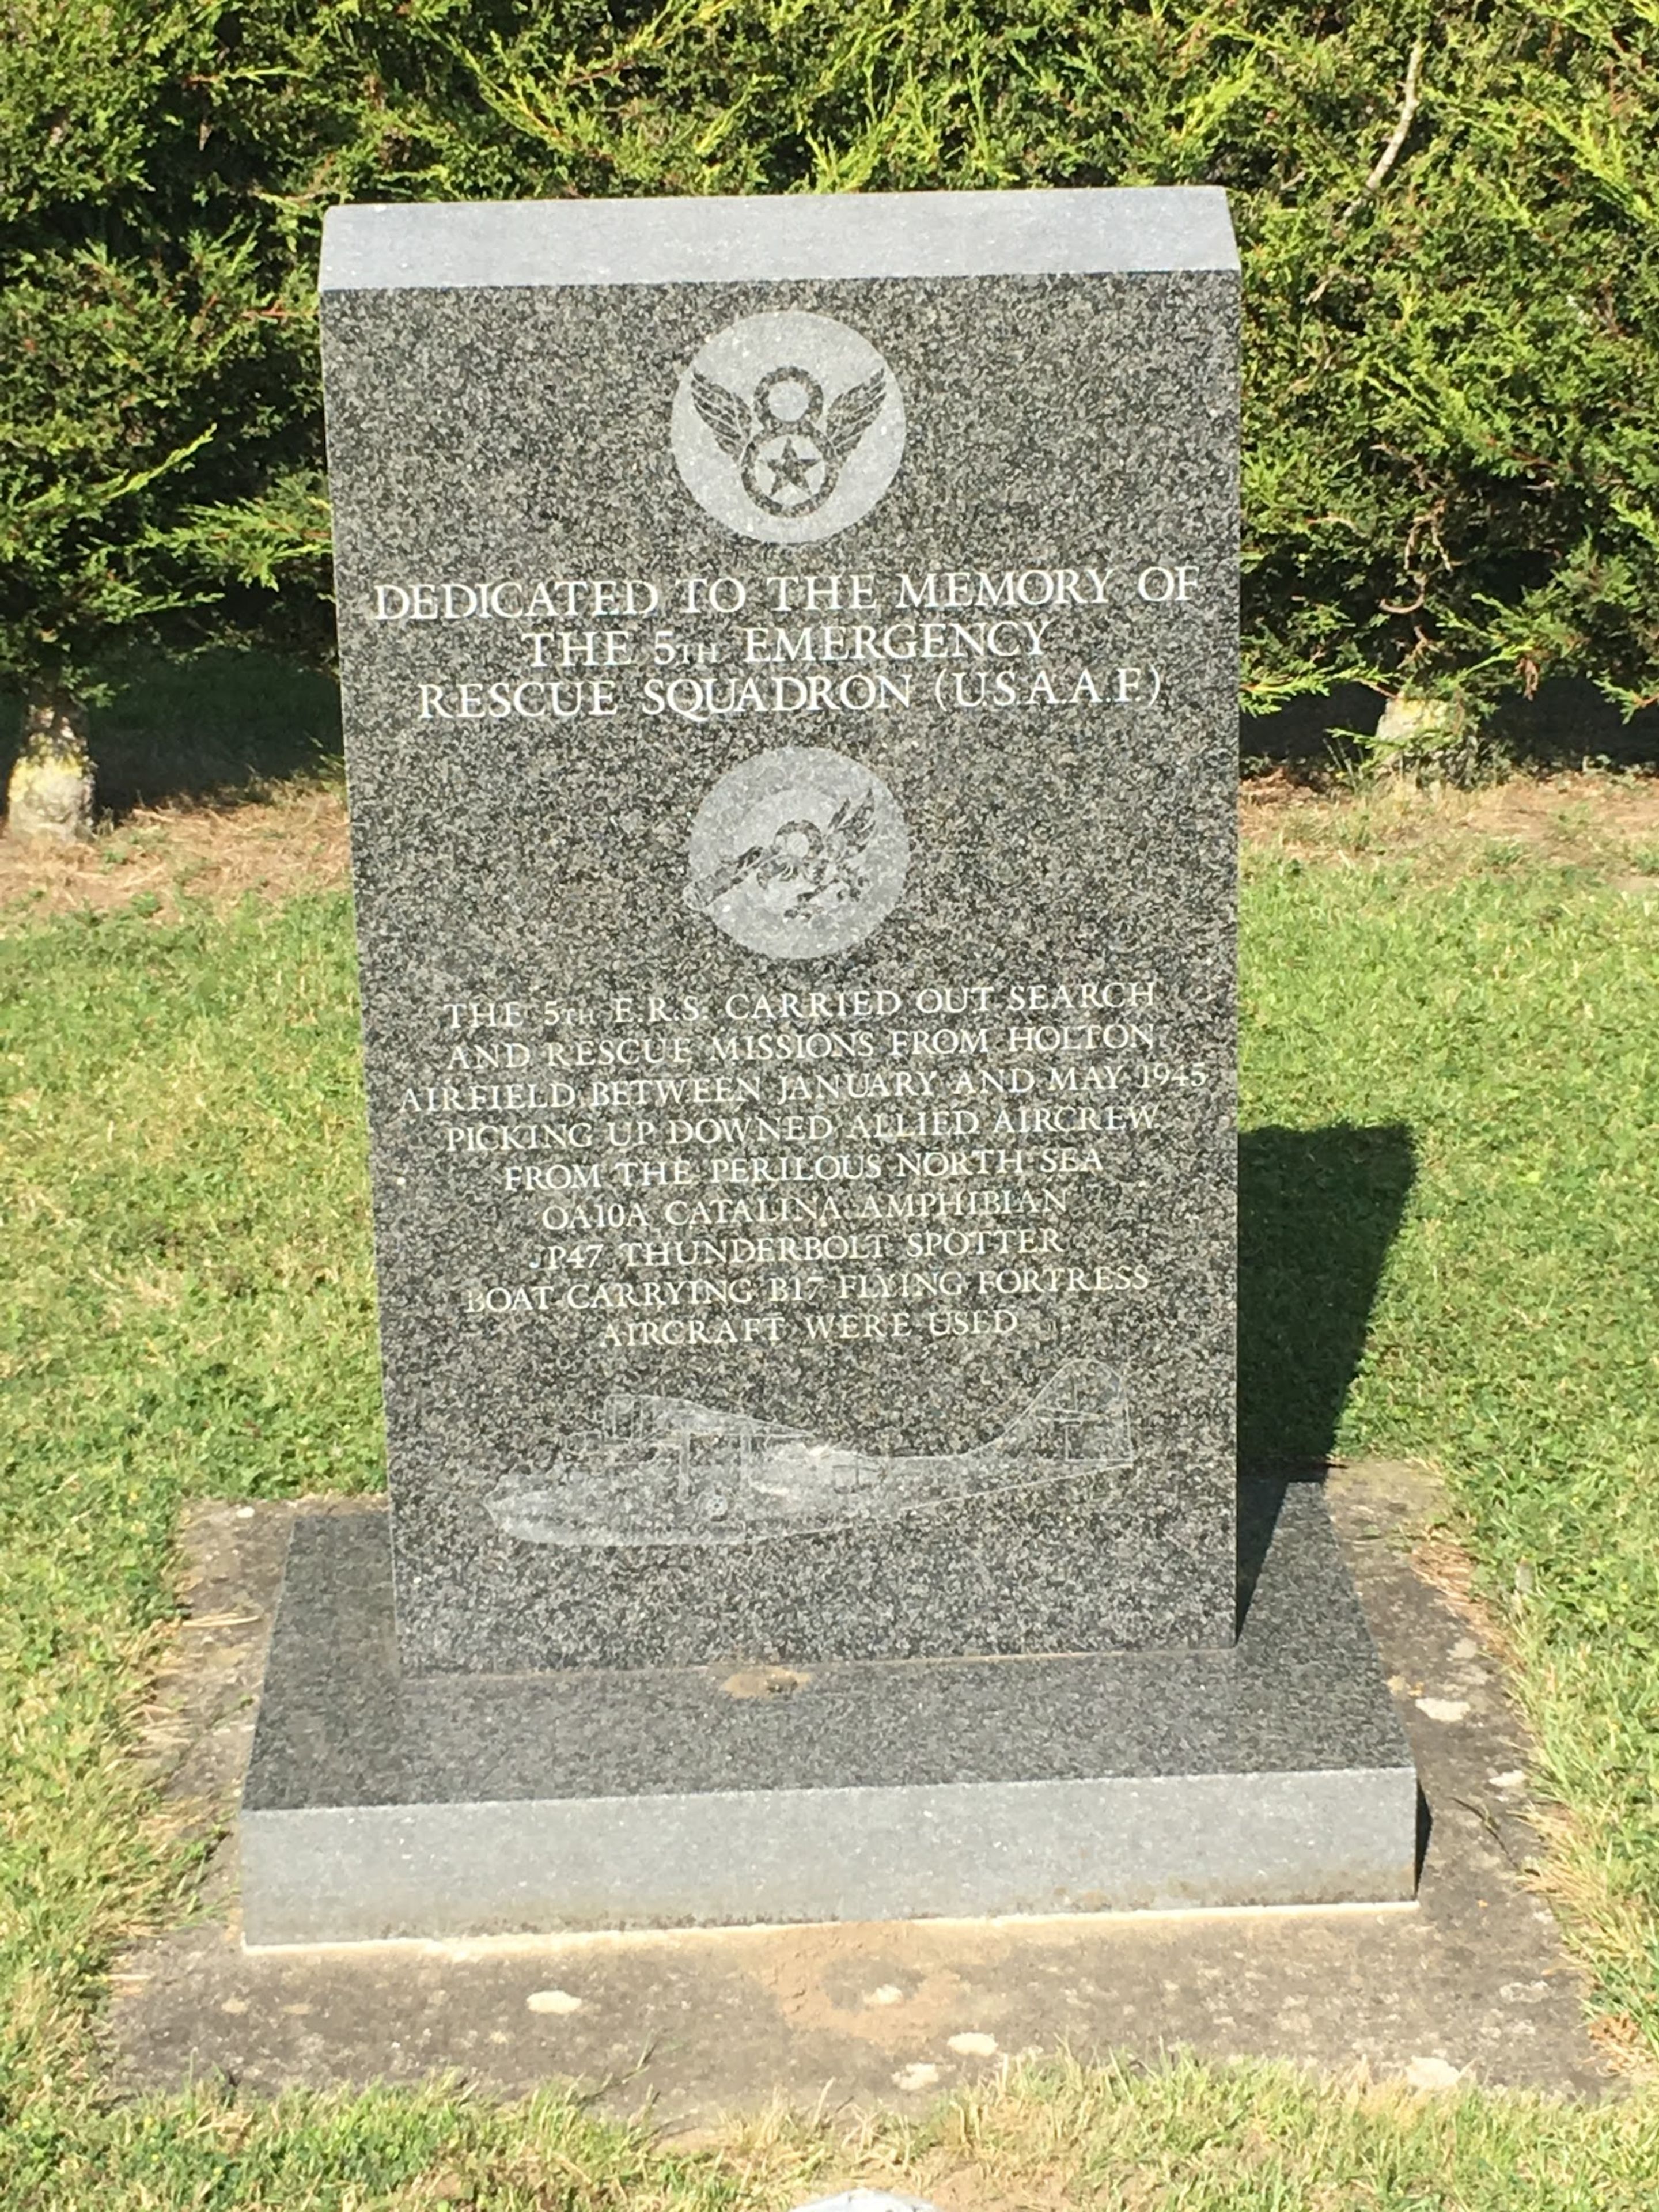 8
DEDICATED TO THE MEMORY OF
THE 5TH EMERGENCY
RESCUE SQUADRON (U.S.A.A.F.)
THE 5TH E.R.S. CARRIED OUT SEARCH
AND RESCUE MISSIONS FROM HOLTON
AIRFIELD BETWEEN JANUARY AND MAY 1945
PICKING UP DOWNED ALLIED AIRCREW
FROM THE PERILOUS NORTH SEA
OA10A CATALINA AMPHIBIAN
P47 THUNDERBOLT SPOTTER
BOAT-CARRYING B17 FLYING FORTRESS
AIRCRAFT WERE USED